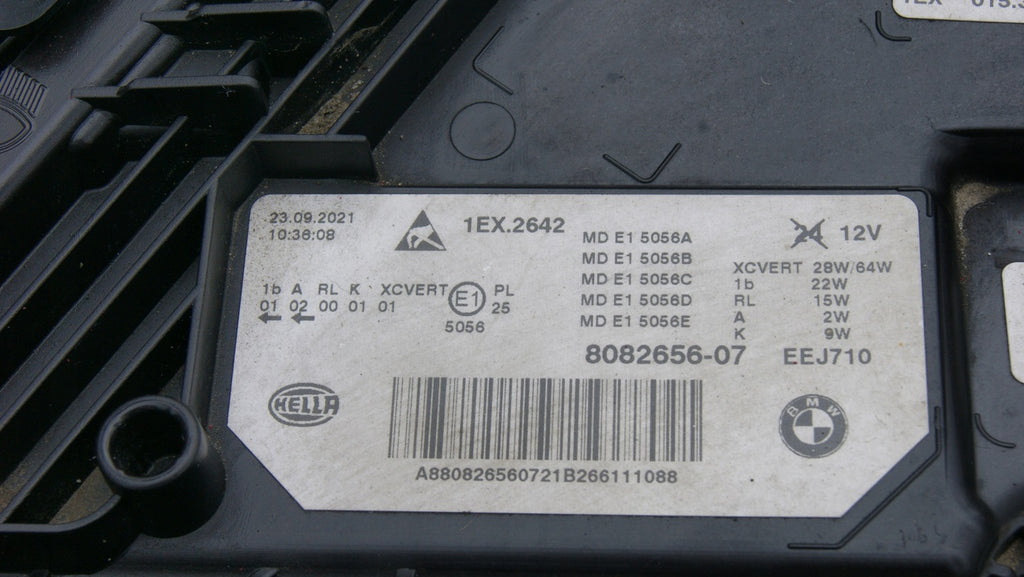 1EX
23.09.2021
10:36:08
1EX.2642
MD E1 5056A
MD E1 5056B
MD E1 5056C
MD E1 5056D
MD E1 5056E
24 12V
XCVERT 28W/64W
1b 22W
RL 15W
A 2W
K 9W
1b A RL K XCVERT E1 PL
01 02 00 01 01 25
5056
8082656-07 EEJ710
HELLA
BMW
A880826560721B266111088